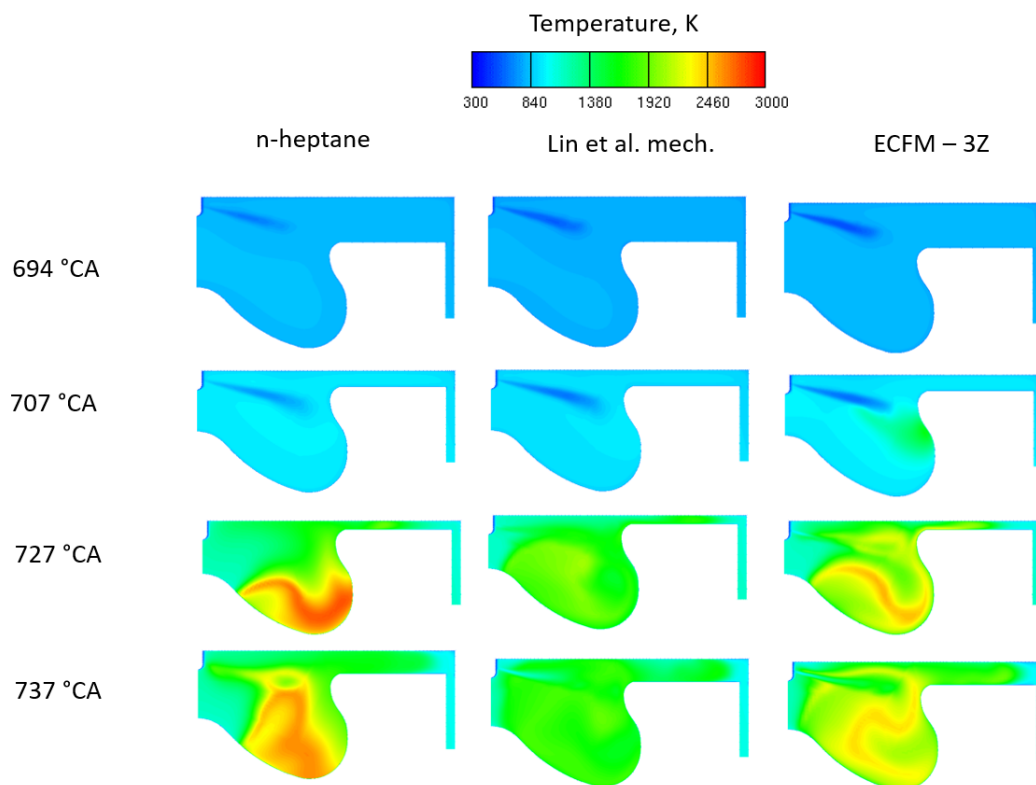 Temperature, K
300 840 1380 1920 2460 3000
n-heptane Lin et al. mech. ECFM – 3Z
694 °CA
707 °CA
727 °CA
737 °CA